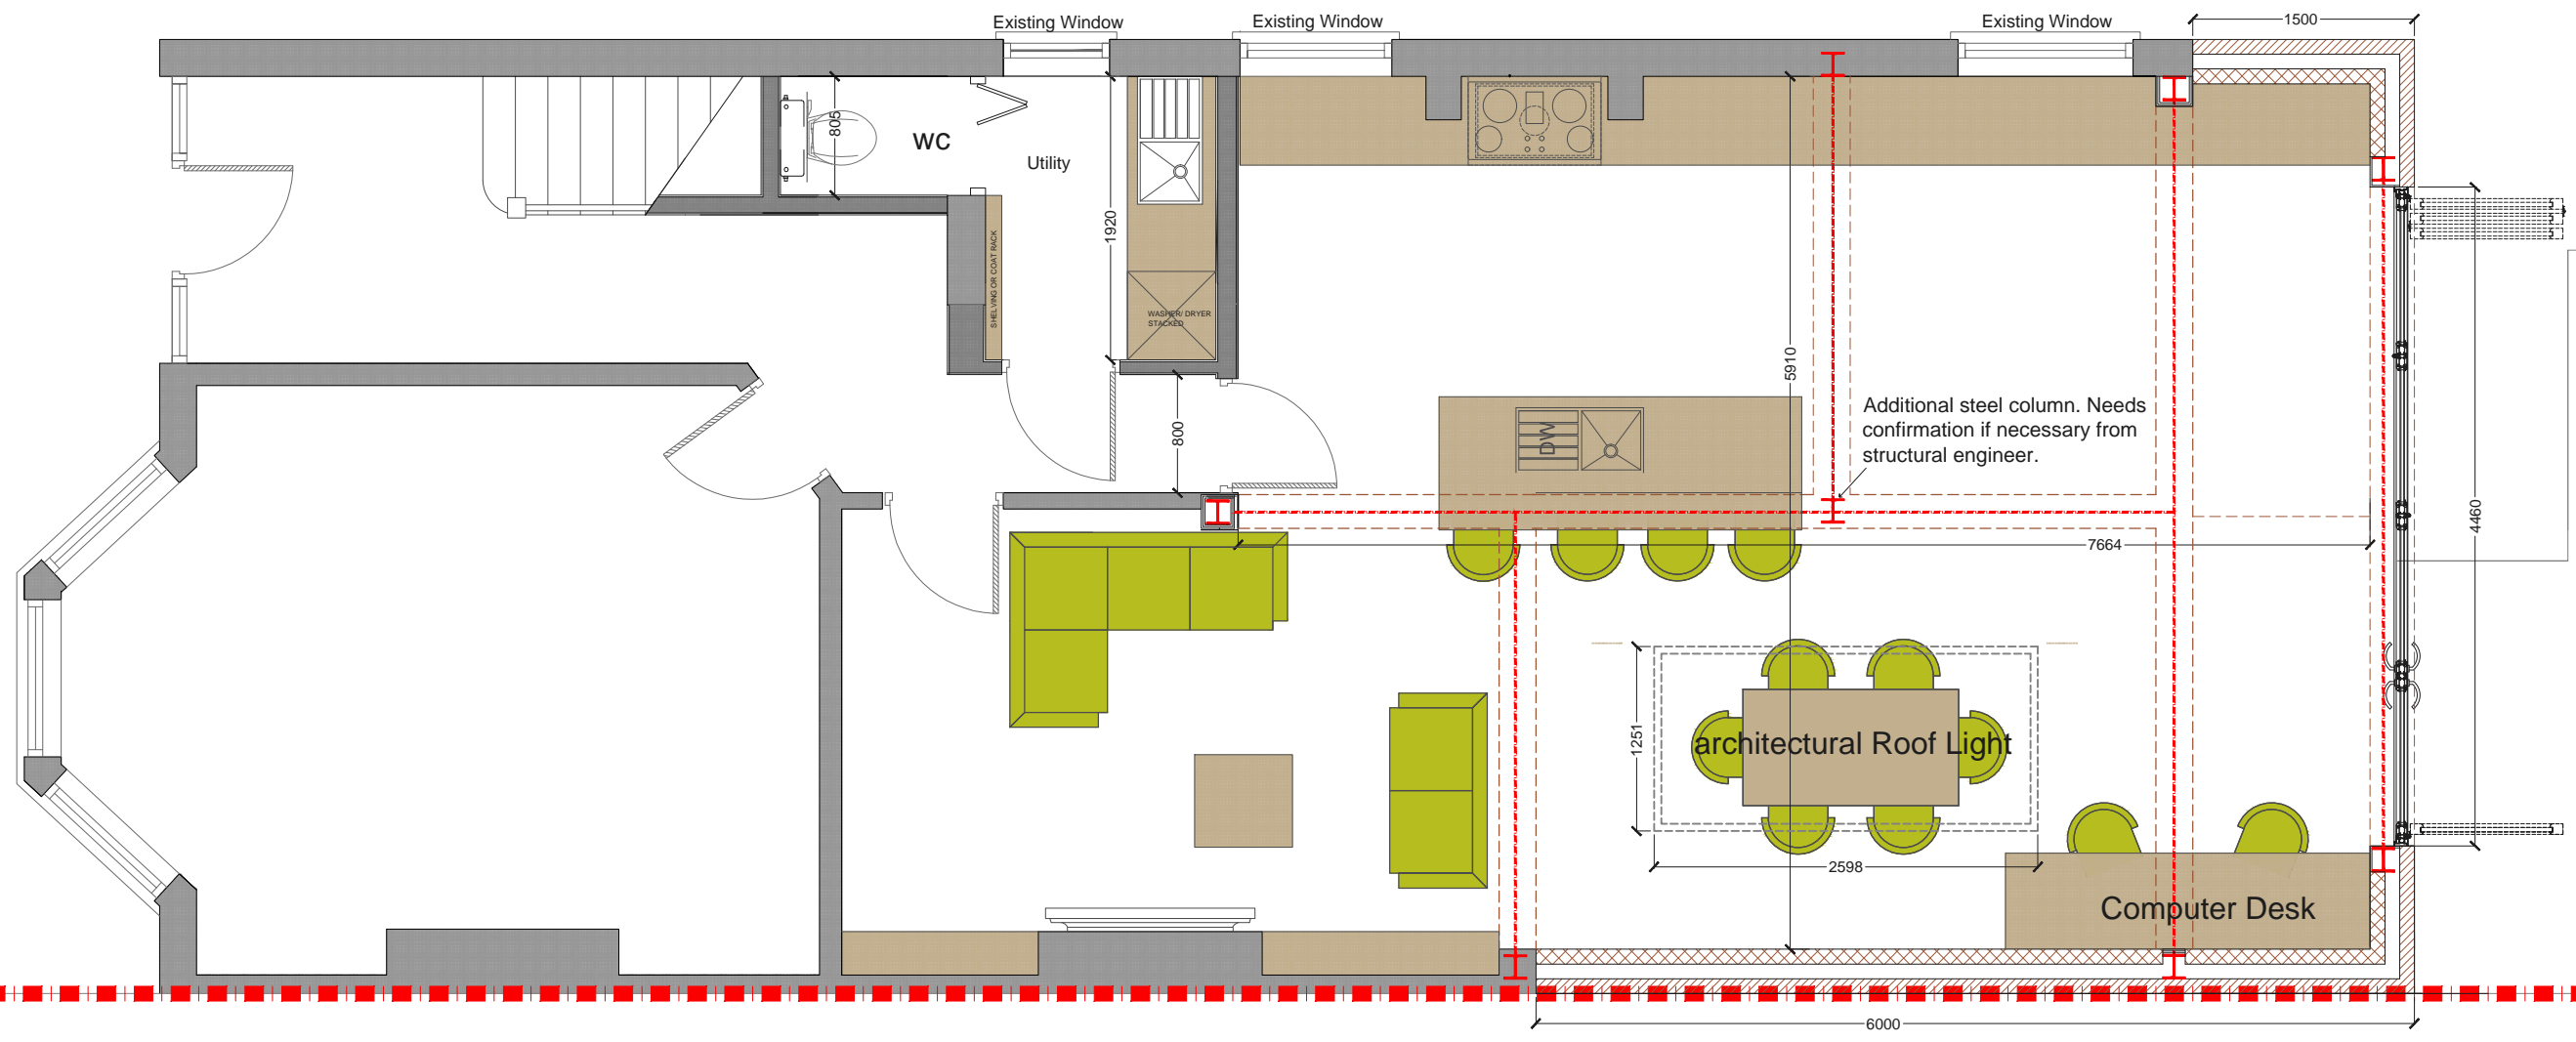 Existing Window
Existing Window
Existing Window
1500
805
WC
Utility
1920
SHELVING OR COAT RACK
WASHER/ DRYER
STACKED
800
5910
Additional steel column. Needs
confirmation if necessary from
structural engineer.
DW
7664
4460
1251
architectural Roof Light
2598
Computer Desk
6000